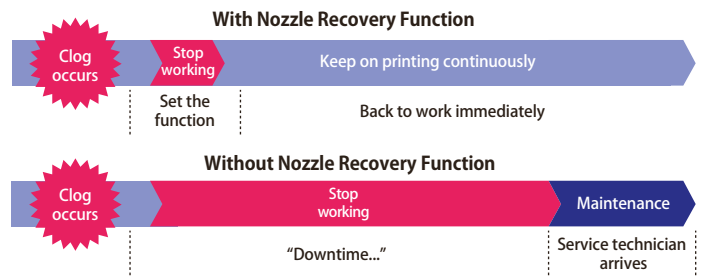 With Nozzle Recovery Function
Clog
occurs
Stop
working
Keep on printing continuously
Set the
function
Back to work immediately
Without Nozzle Recovery Function
Clog
occurs
Stop
working
Maintenance
“Downtime...”
Service technician
arrives